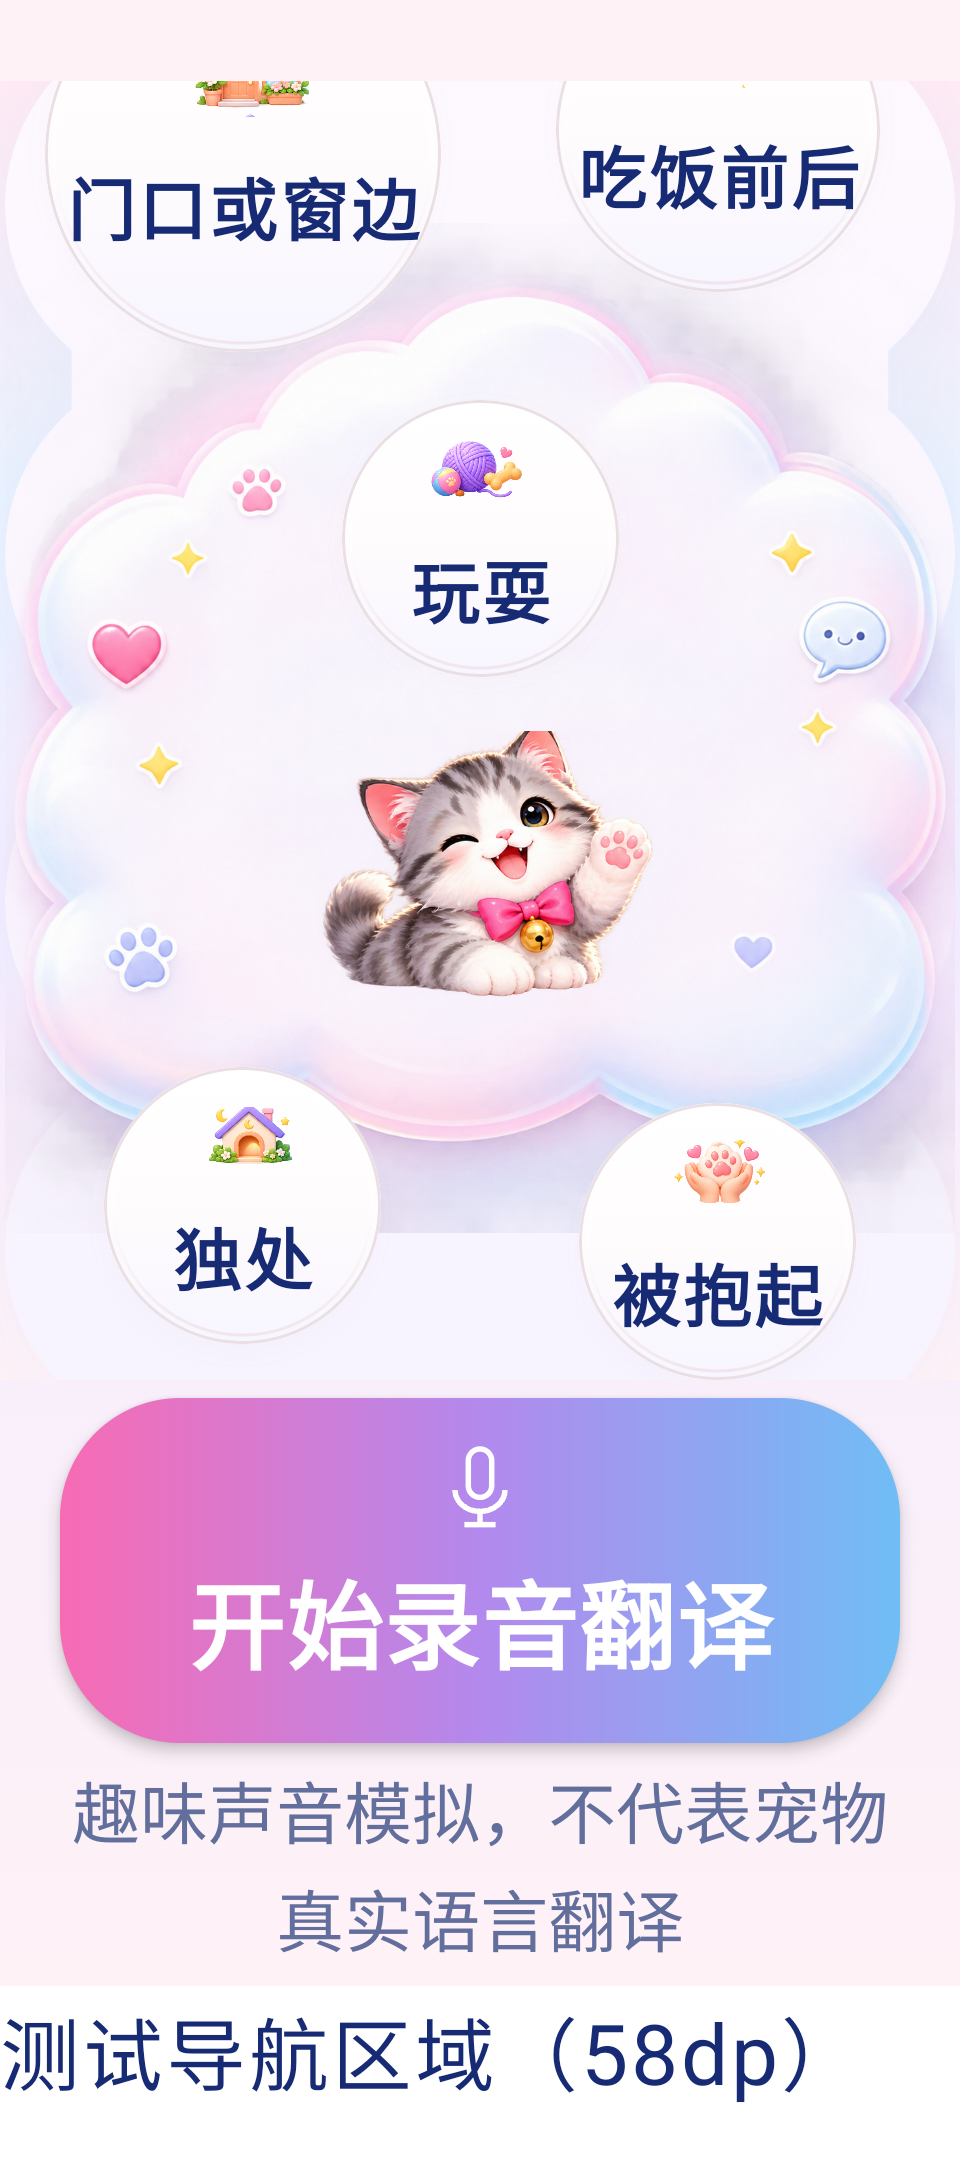 门口或窗边
吃饭前后
玩耍
独处
被抱起
开始录音翻译
趣味声音模拟，不代表宠物
真实语言翻译
测试导航区域（58dp）